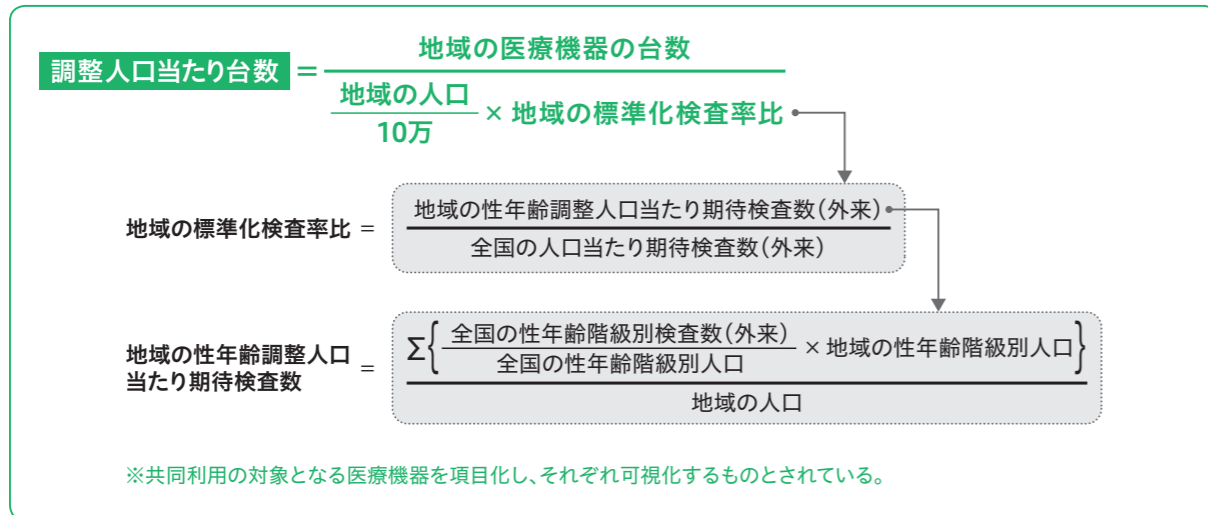 調整人口当たり台数 = 地域の医療機器の台数
地域の人口
10万
× 地域の標準化検査率比
地域の標準化検査率比 =
地域の性年齢調整人口当たり期待検査数(外来)
全国の人口当たり期待検査数(外来)
地域の性年齢調整人口
当たり期待検査数
=
Σ{全国の性年齢階級別検査数(外来)
全国の性年齢階級別人口
× 地域の性年齢階級別人口}
地域の人口
※共同利用の対象となる医療機器を項目化し、それぞれ可視化するものとされている。